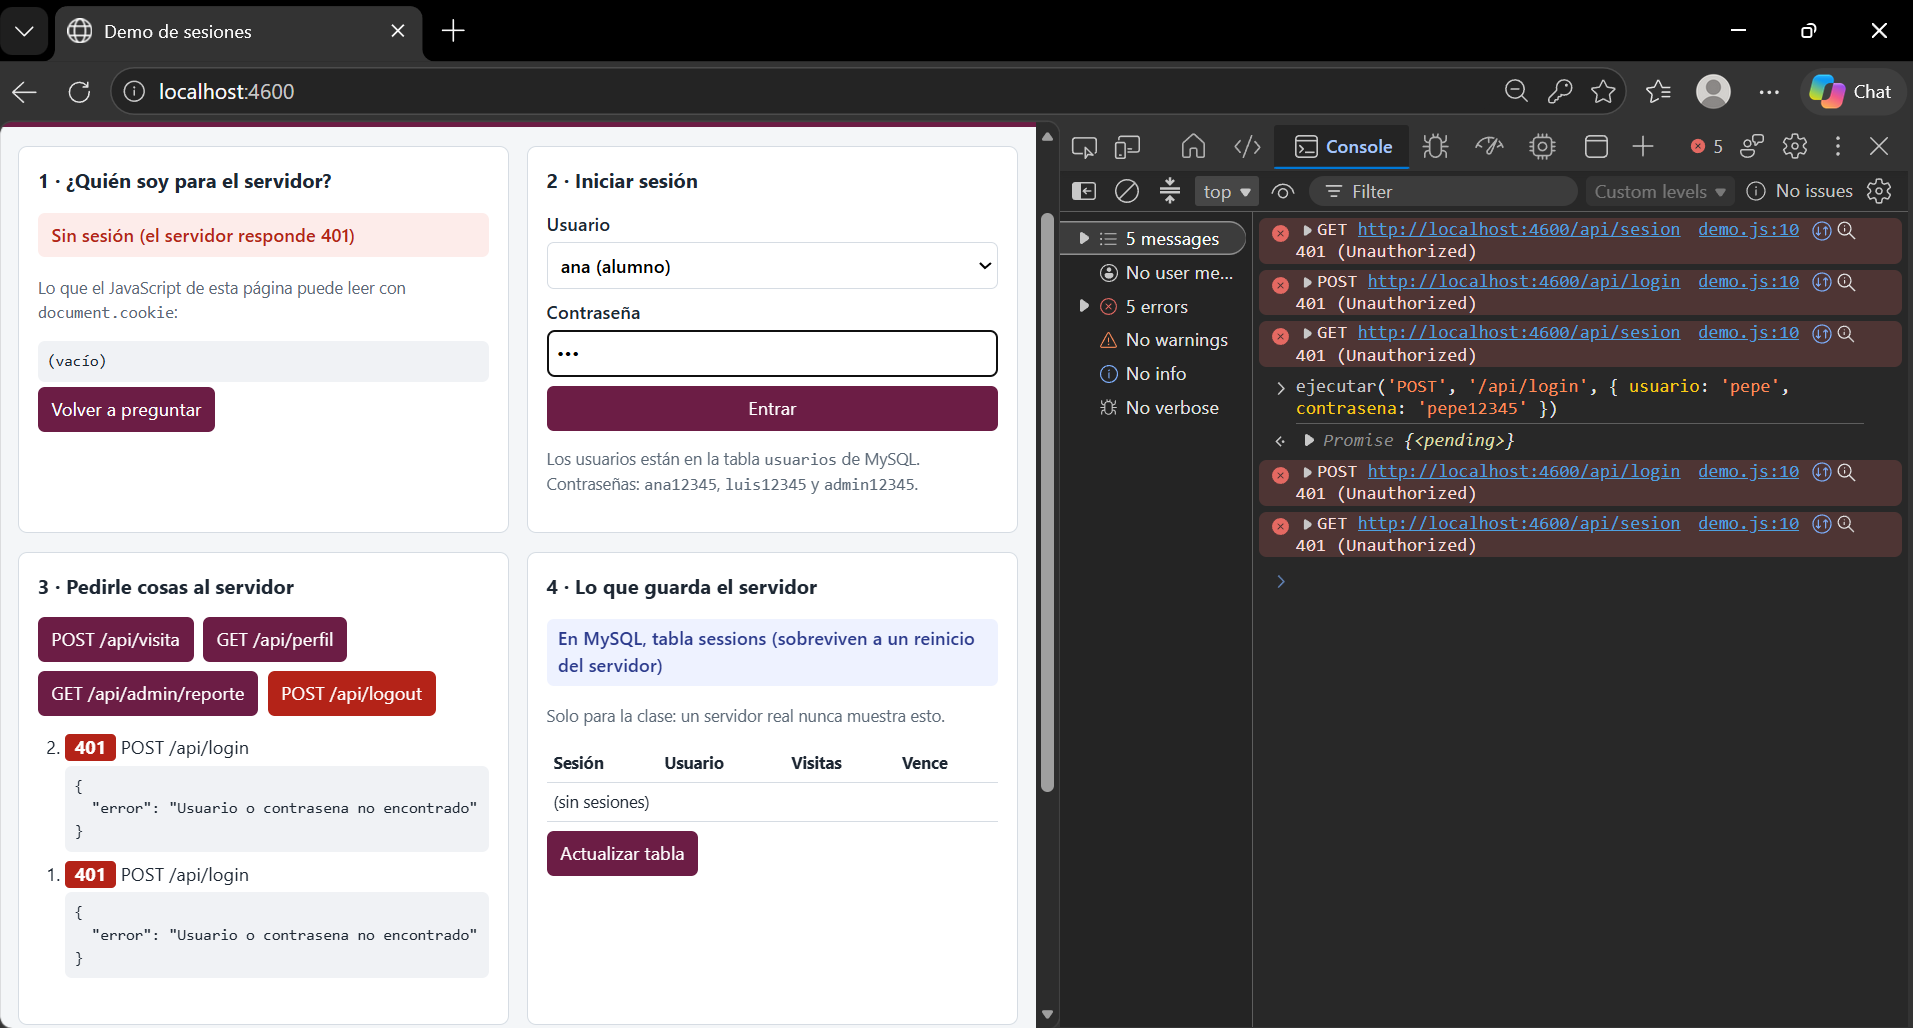 Demo de sesiones
localhost:4600
Chat
1 · ¿Quién soy para el servidor?
Sin sesión (el servidor responde 401)
Lo que el JavaScript de esta página puede leer con
document.cookie:
(vacío)
Volver a preguntar
2 · Iniciar sesión
Usuario
ana (alumno)
Contraseña
•••
Entrar
Los usuarios están en la tabla usuarios de MySQL.
Contraseñas: ana12345, luis12345 y admin12345.
3 · Pedirle cosas al servidor
POST /api/visita
GET /api/perfil
GET /api/admin/reporte
POST /api/logout
2. 401 POST /api/login
{
"error": "Usuario o contrasena no encontrado"
}
1. 401 POST /api/login
{
"error": "Usuario o contrasena no encontrado"
}
4 · Lo que guarda el servidor
En MySQL, tabla sessions (sobreviven a un reinicio
del servidor)
Solo para la clase: un servidor real nunca muestra esto.
Sesión Usuario Visitas Vence
(sin sesiones)
Actualizar tabla
Console
5
top
Filter
Custom levels
No issues
5 messages
No user me...
5 errors
No warnings
No info
No verbose
GET http://localhost:4600/api/sesion demo.js:10
401 (Unauthorized)
POST http://localhost:4600/api/login demo.js:10
401 (Unauthorized)
GET http://localhost:4600/api/sesion demo.js:10
401 (Unauthorized)
ejecutar('POST', '/api/login', { usuario: 'pepe',
contrasena: 'pepe12345' })
Promise {<pending>}
POST http://localhost:4600/api/login demo.js:10
401 (Unauthorized)
GET http://localhost:4600/api/sesion demo.js:10
401 (Unauthorized)